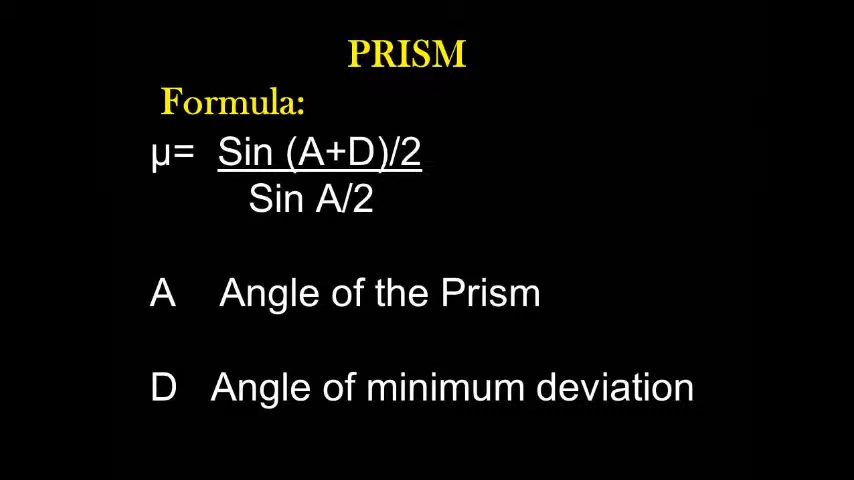 PRISM
Formula:
μ= Sin (A+D)/2
Sin A/2
A Angle of the Prism
D Angle of minimum deviation